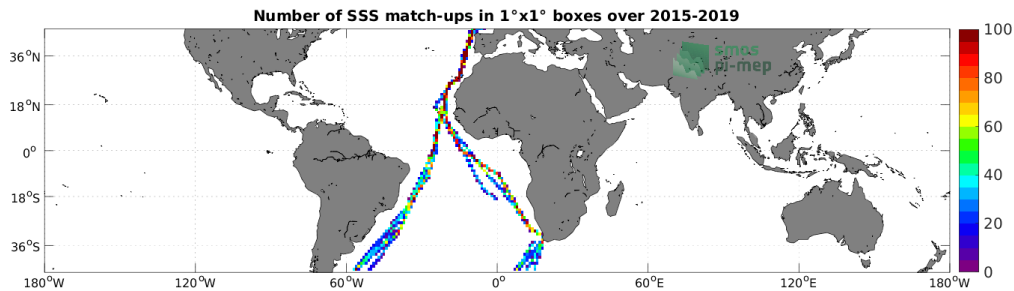 Number of SSS match-ups in 1°x1° boxes over 2015-2019
smos
pi-mep
36°N
18°N
0°
18°S
36°S
180°W
120°W
60°W
0°
60°E
120°E
180°W
100
80
60
40
20
0